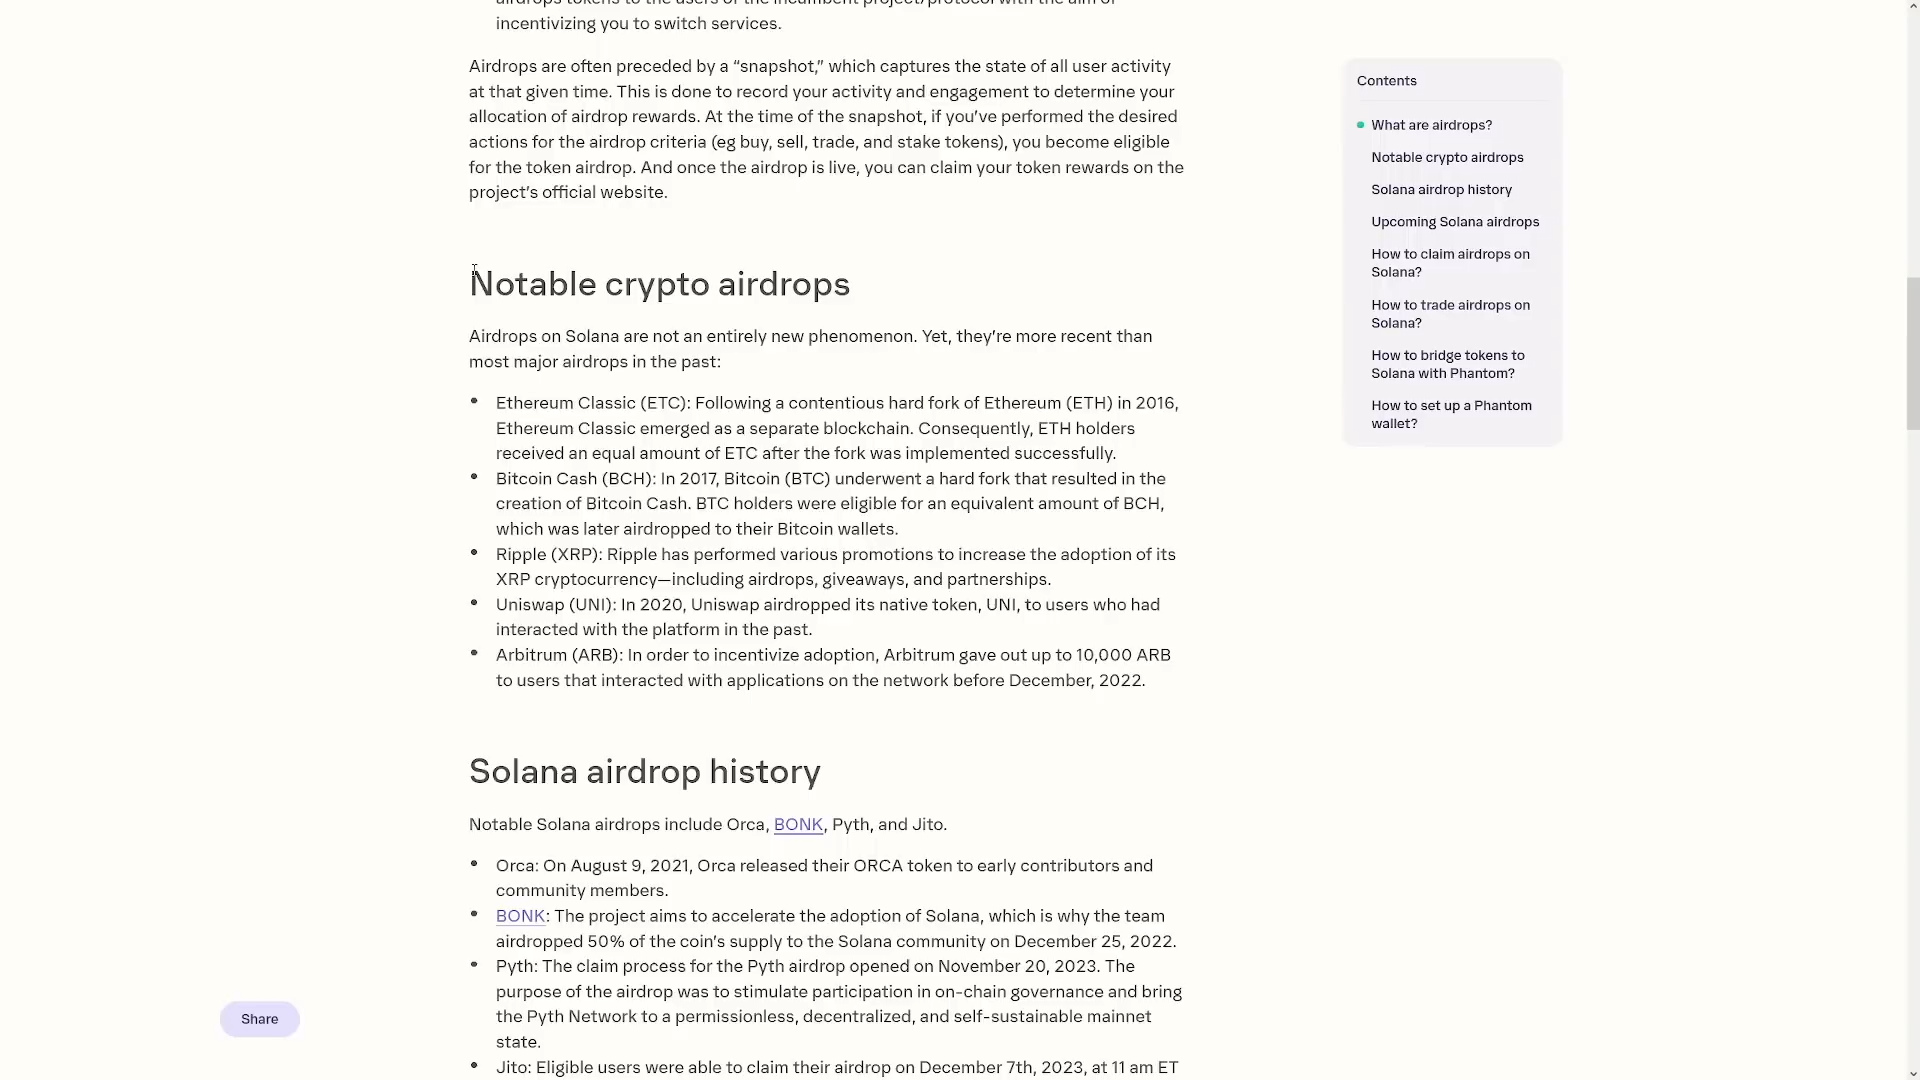 incentivizing you to switch services.
Airdrops are often preceded by a “snapshot,” which captures the state of all user activity
at that given time. This is done to record your activity and engagement to determine your
allocation of airdrop rewards. At the time of the snapshot, if you’ve performed the desired
actions for the airdrop criteria (eg buy, sell, trade, and stake tokens), you become eligible
for the token airdrop. And once the airdrop is live, you can claim your token rewards on the
project’s official website.
Notable crypto airdrops
Airdrops on Solana are not an entirely new phenomenon. Yet, they’re more recent than
most major airdrops in the past:
Ethereum Classic (ETC): Following a contentious hard fork of Ethereum (ETH) in 2016,
Ethereum Classic emerged as a separate blockchain. Consequently, ETH holders
received an equal amount of ETC after the fork was implemented successfully.
Bitcoin Cash (BCH): In 2017, Bitcoin (BTC) underwent a hard fork that resulted in the
creation of Bitcoin Cash. BTC holders were eligible for an equivalent amount of BCH,
which was later airdropped to their Bitcoin wallets.
Ripple (XRP): Ripple has performed various promotions to increase the adoption of its
XRP cryptocurrency—including airdrops, giveaways, and partnerships.
Uniswap (UNI): In 2020, Uniswap airdropped its native token, UNI, to users who had
interacted with the platform in the past.
Arbitrum (ARB): In order to incentivize adoption, Arbitrum gave out up to 10,000 ARB
to users that interacted with applications on the network before December, 2022.
Solana airdrop history
Notable Solana airdrops include Orca, BONK, Pyth, and Jito.
Orca: On August 9, 2021, Orca released their ORCA token to early contributors and
community members.
BONK: The project aims to accelerate the adoption of Solana, which is why the team
airdropped 50% of the coin’s supply to the Solana community on December 25, 2022.
Pyth: The claim process for the Pyth airdrop opened on November 20, 2023. The
purpose of the airdrop was to stimulate participation in on-chain governance and bring
the Pyth Network to a permissionless, decentralized, and self-sustainable mainnet
state.
Jito: Eligible users were able to claim their airdrop on December 7th, 2023, at 11 am ET
Contents
What are airdrops?
Notable crypto airdrops
Solana airdrop history
Upcoming Solana airdrops
How to claim airdrops on
Solana?
How to trade airdrops on
Solana?
How to bridge tokens to
Solana with Phantom?
How to set up a Phantom
wallet?
Share